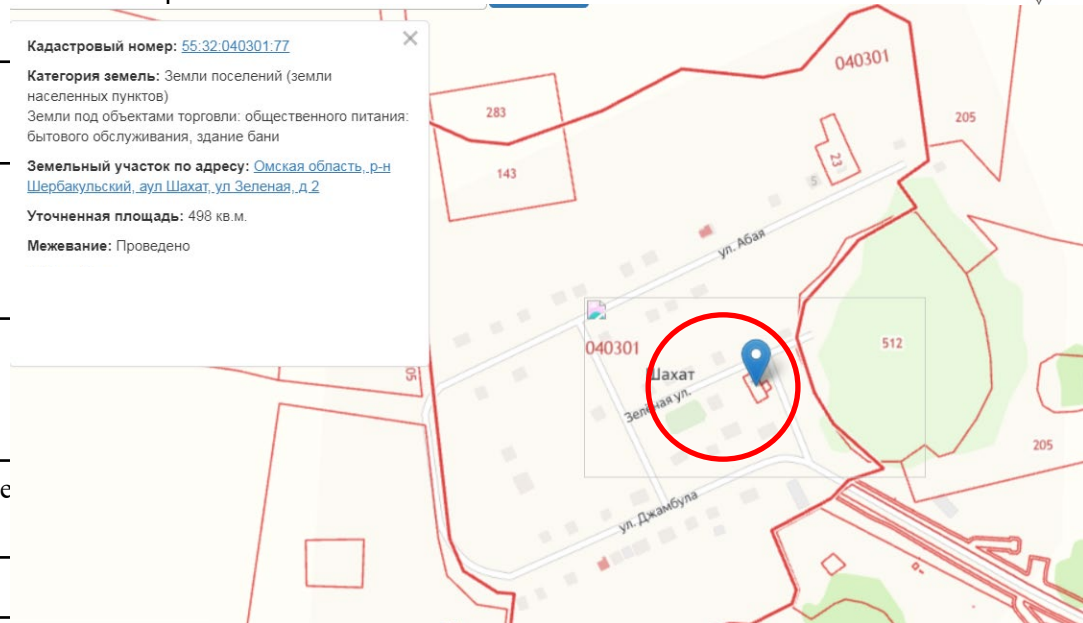 Кадастровый номер: 55:32:040301:77
Категория земель: Земли поселений (земли
населенных пунктов)
Земли под объектами торговли: общественного питания:
бытового обслуживания, здание бани
Земельный участок по адресу: Омская область, р-н
Шербакульский, аул Шахат, ул Зеленая, д 2
Уточненная площадь: 498 кв.м.
Межевание: Проведено
040301
283
205
143
23
5
ул. Абая
512
040301
Шахат
05
Зелёная ул.
205
е
ул. Джамбула